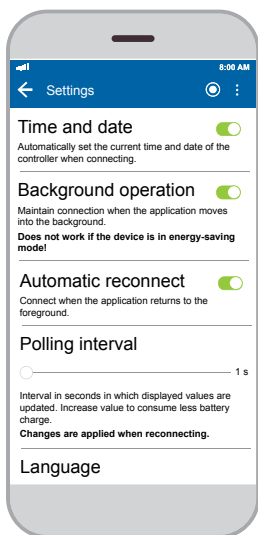 8:00 AM
Settings
Time and date
Automatically set the current time and date of the
controller when connecting.
Background operation
Maintain connection when the application moves
into the background.
Does not work if the device is in energy-saving
mode!
Automatic reconnect
Connect when the application returns to the
foreground.
Polling interval
1 s
Interval in seconds in which displayed values are
updated. Increase value to consume less battery
charge.
Changes are applied when reconnecting.
Language